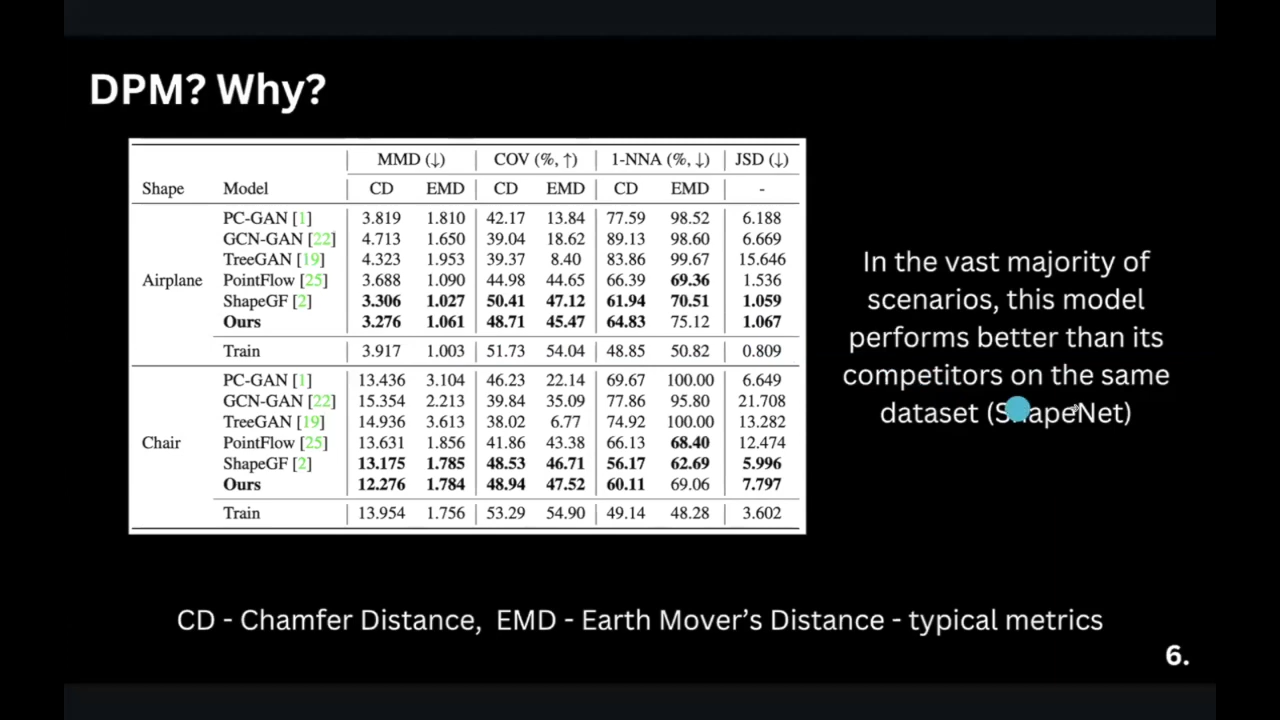 DPM? Why?
MMD (↓) COV (%, ↑) 1-NNA (%, ↓) JSD (↓)
Shape Model CD EMD CD EMD CD EMD -
PC-GAN [1] 3.819 1.810 42.17 13.84 77.59 98.52 6.188
GCN-GAN [22] 4.713 1.650 39.04 18.62 89.13 98.60 6.669
TreeGAN [19] 4.323 1.953 39.37 8.40 83.86 99.67 15.646
Airplane PointFlow [25] 3.688 1.090 44.98 44.65 66.39 69.36 1.536
ShapeGF [2] 3.306 1.027 50.41 47.12 61.94 70.51 1.059
Ours 3.276 1.061 48.71 45.47 64.83 75.12 1.067
Train 3.917 1.003 51.73 54.04 48.85 50.82 0.809
PC-GAN [1] 13.436 3.104 46.23 22.14 69.67 100.00 6.649
GCN-GAN [22] 15.354 2.213 39.84 35.09 77.86 95.80 21.708
TreeGAN [19] 14.936 3.613 38.02 6.77 74.92 100.00 13.282
Chair PointFlow [25] 13.631 1.856 41.86 43.38 66.13 68.40 12.474
ShapeGF [2] 13.175 1.785 48.53 46.71 56.17 62.69 5.996
Ours 12.276 1.784 48.94 47.52 60.11 69.06 7.797
Train 13.954 1.756 53.29 54.90 49.14 48.28 3.602
In the vast majority of
scenarios, this model
performs better than its
competitors on the same
dataset (ShapeNet)
CD - Chamfer Distance, EMD - Earth Mover's Distance - typical metrics
6.